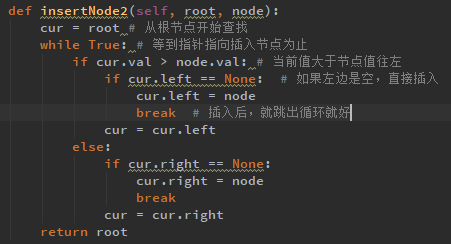 def insertNode2(self, root, node):
    cur = root # 从根节点开始查找
    while True: # 等到指针指向插入节点为止
        if cur.val > node.val: # 当前值大于节点值往左
            if cur.left == None:  # 如果左边是空，直接插入
                cur.left = node
                break  # 插入后，就跳出循环就好
            cur = cur.left
        else:
            if cur.right == None:
                cur.right = node
                break
            cur = cur.right
    return root